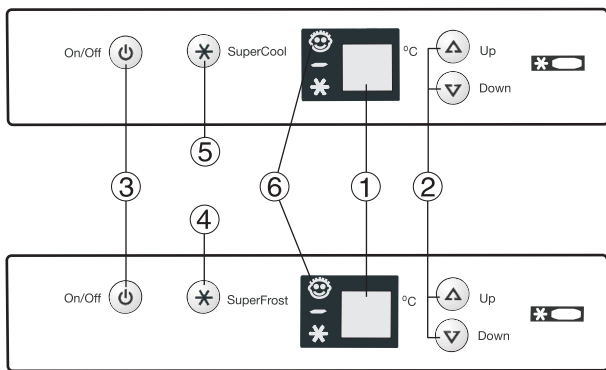 On/Off SuperCool °C Up
Down
5
3 6 1 2
4
On/Off SuperFrost °C Up
Down